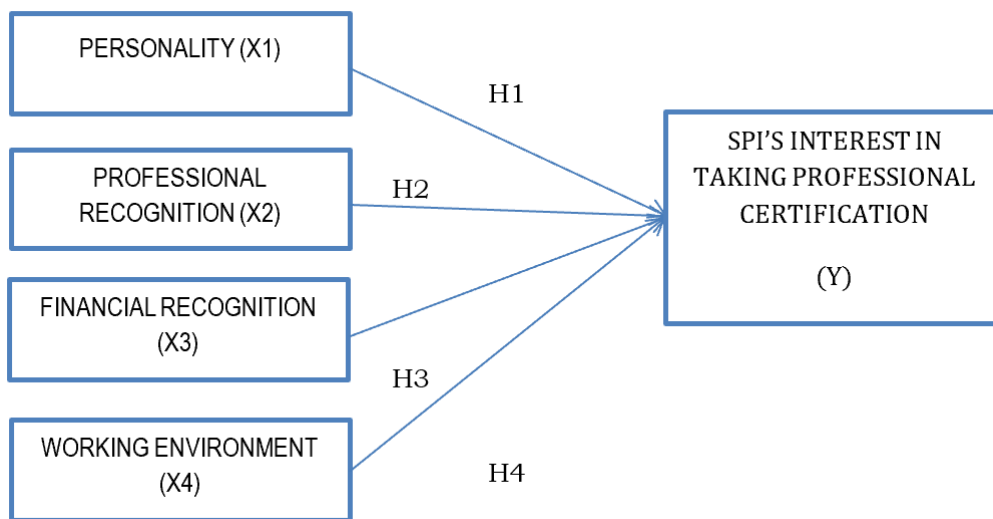 PERSONALITY (X1)
H1
PROFESSIONAL
RECOGNITION (X2)
H2
FINANCIAL RECOGNITION
(X3)
H3
WORKING ENVIRONMENT
(X4)
H4
SPI’S INTEREST IN
TAKING PROFESSIONAL
CERTIFICATION
(Y)